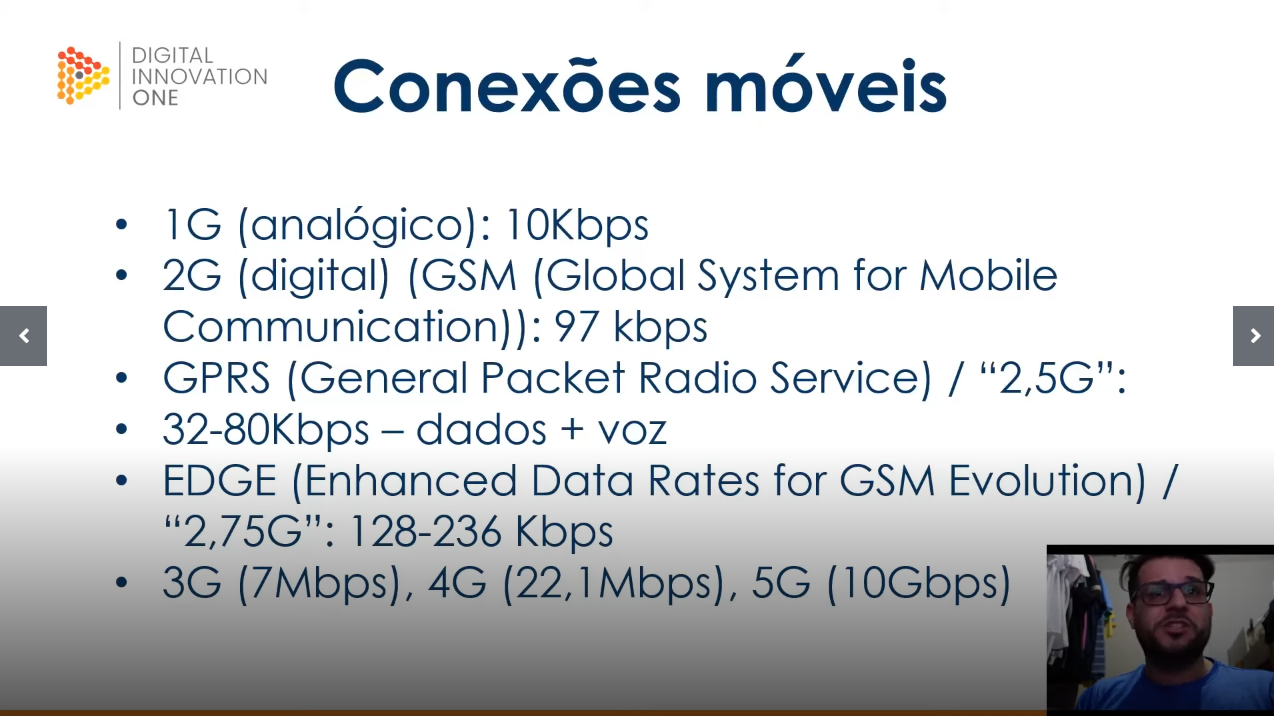 DIGITAL
INNOVATION
ONE
Conexões móveis
• 1G (analógico): 10Kbps
• 2G (digital) (GSM (Global System for Mobile
Communication)): 97 kbps
• GPRS (General Packet Radio Service) / “2,5G”:
• 32-80Kbps – dados + voz
• EDGE (Enhanced Data Rates for GSM Evolution) /
“2,75G”: 128-236 Kbps
• 3G (7Mbps), 4G (22,1Mbps), 5G (10Gbps)